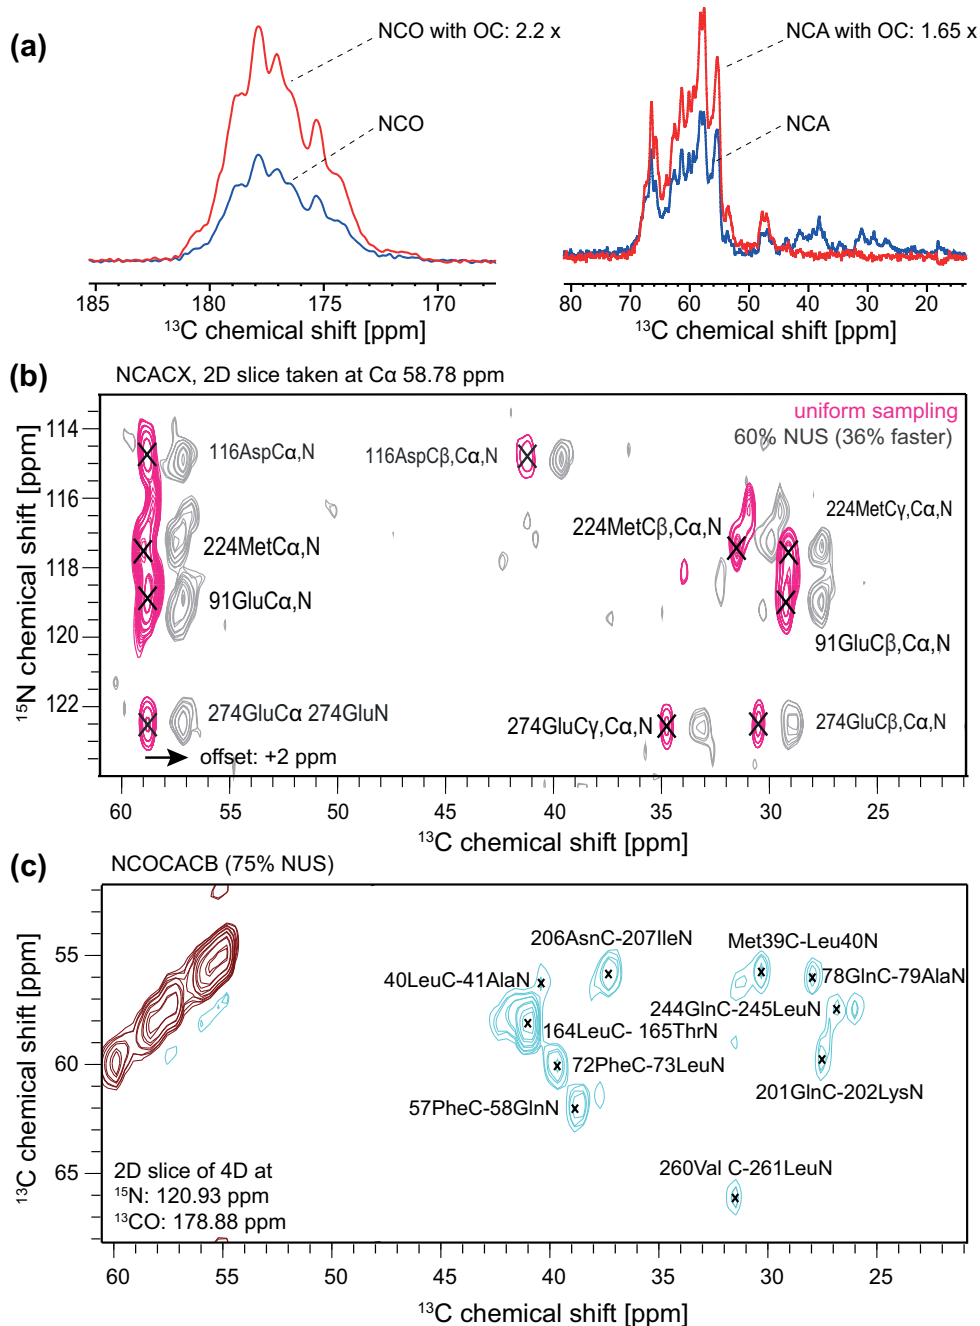 (a)
NCO with OC: 2.2 x
NCO
NCA with OC: 1.65 x
NCA
185 180 175 170
13C chemical shift [ppm]
80 70 60 50 40 30 20
13C chemical shift [ppm]
(b)
NCACX, 2D slice taken at Cα 58.78 ppm
uniform sampling
60% NUS (36% faster)
15N chemical shift [ppm]
114
116
118
120
122
116AspCα,N
116AspCβ,Cα,N
224MetCα,N
224MetCβ,Cα,N
224MetCγ,Cα,N
91GluCα,N
91GluCβ,Cα,N
274GluCα 274GluN
274GluCγ,Cα,N
274GluCβ,Cα,N
offset: +2 ppm
60 55 50 45 40 35 30 25
13C chemical shift [ppm]
(c)
NCOCACB (75% NUS)
13C chemical shift [ppm]
55
60
65
206AsnC-207IleN
Met39C-Leu40N
40LeuC-41AlaN
78GlnC-79AlaN
244GlnC-245LeuN
164LeuC- 165ThrN
72PheC-73LeuN
201GlnC-202LysN
57PheC-58GlnN
260Val C-261LeuN
2D slice of 4D at
15N: 120.93 ppm
13CO: 178.88 ppm
60 55 50 45 40 35 30 25
13C chemical shift [ppm]